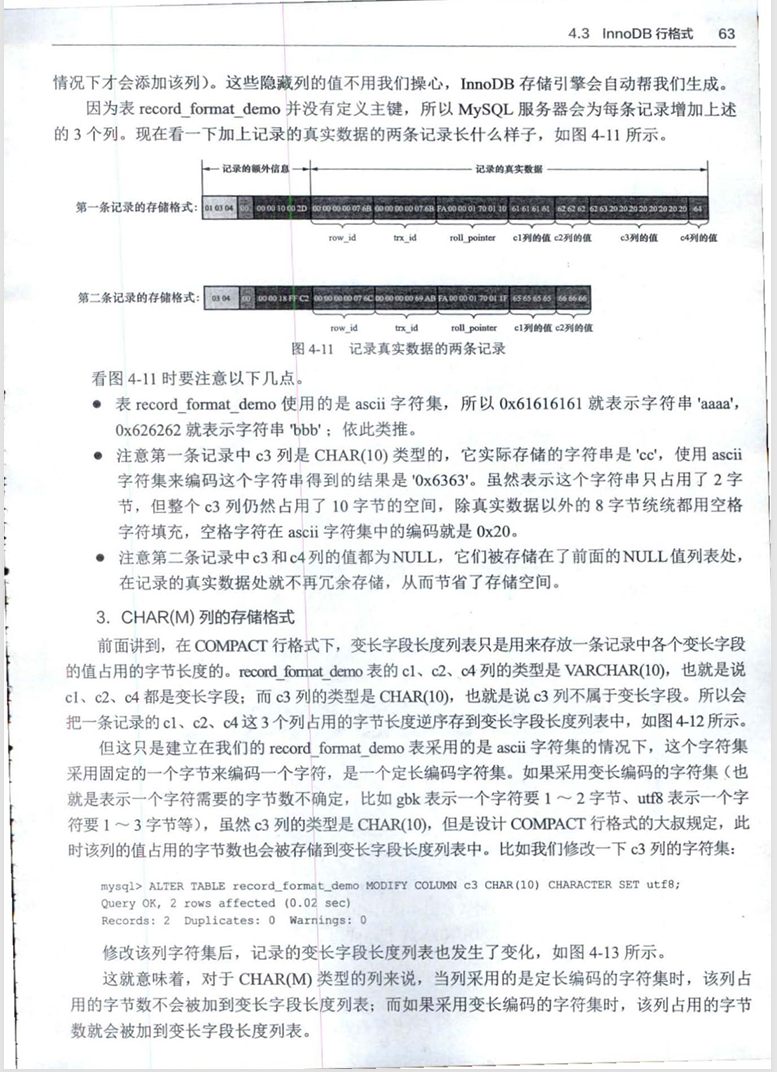 4.3 InnoDB 行格式 63
情况下才会添加该列）。这些隐藏列的值不用我们操心，InnoDB 存储引擎会自动帮我们生成。
因为表 record_format_demo 并没有定义主键，所以 MySQL 服务器会为每条记录增加上述
的 3 个列。现在看一下加上记录的真实数据的两条记录长什么样子，如图 4-11 所示。
记录的额外信息 记录的真实数据
第一条记录的存储格式: 01 03 04 00 00 00 10 00 2D 00 00 00 00 07 6B 00 00 00 00 07 6B FA 00 00 01 70 01 10 61 61 61 61 62 62 62 62 63 20 20 20 20 20 20 20 20 64
row_id trx_id roll_pointer c1列的值 c2列的值 c3列的值 c4列的值
第二条记录的存储格式: 03 04 00 00 00 18 FF C2 00 00 00 00 07 6C 00 00 00 00 69 AB FA 00 00 01 70 01 1F 65 65 65 65 66 66 66
row_id trx_id roll_pointer c1列的值 c2列的值
图 4-11 记录真实数据的两条记录
看图 4-11 时要注意以下几点。
● 表 record_format_demo 使用的是 ascii 字符集，所以 0x61616161 就表示字符串 'aaaa'，
0x626262 就表示字符串 'bbb'；依此类推。
● 注意第一条记录中 c3 列是 CHAR(10) 类型的，它实际存储的字符串是 'cc'，使用 ascii
字符集来编码这个字符串得到的结果是 '0x6363'。虽然表示这个字符串只占用了 2 字
节，但整个 c3 列仍然占用了 10 字节的空间，除真实数据以外的 8 字节统统都用空格
字符填充，空格字符在 ascii 字符集中的编码就是 0x20。
● 注意第二条记录中 c3 和 c4 列的值都为 NULL，它们被存储在了前面的 NULL 值列表处，
在记录的真实数据处就不再冗余存储，从而节省了存储空间。
3. CHAR(M) 列的存储格式
前面讲到，在 COMPACT 行格式下，变长字段长度列表只是用来存放一条记录中各个变长字段
的值占用的字节长度的。record_format_demo 表的 c1、c2、c4 列的类型是 VARCHAR(10)，也就是说
c1、c2、c4 都是变长字段；而 c3 列的类型是 CHAR(10)，也就是说 c3 列不属于变长字段。所以会
把一条记录的 c1、c2、c4 这 3 个列占用的字节长度逆序存到变长字段长度列表中，如图 4-12 所示。
但这只是建立在我们的 record_format_demo 表采用的是 ascii 字符集的情况下，这个字符集
采用固定的一个字节来编码一个字符，是一个定长编码字符集。如果采用变长编码的字符集（也
就是表示一个字符需要的字节数不确定，比如 gbk 表示一个字符要 1 ～ 2 字节、utf8 表示一个字
符要 1 ～ 3 字节等），虽然 c3 列的类型是 CHAR(10)，但是设计 COMPACT 行格式的大叔规定，此
时该列的值占用的字节数也会被存储到变长字段长度列表中。比如我们修改一下 c3 列的字符集：
mysql> ALTER TABLE record_format_demo MODIFY COLUMN c3 CHAR(10) CHARACTER SET utf8;
Query OK, 2 rows affected (0.02 sec)
Records: 2 Duplicates: 0 Warnings: 0
修改该列字符集后，记录的变长字段长度列表也发生了变化，如图 4-13 所示。
这就意味着，对于 CHAR(M) 类型的列来说，当列采用的是定长编码的字符集时，该列占
用的字节数不会被加到变长字段长度列表；而如果采用变长编码的字符集时，该列占用的字节
数就会被加到变长字段长度列表。